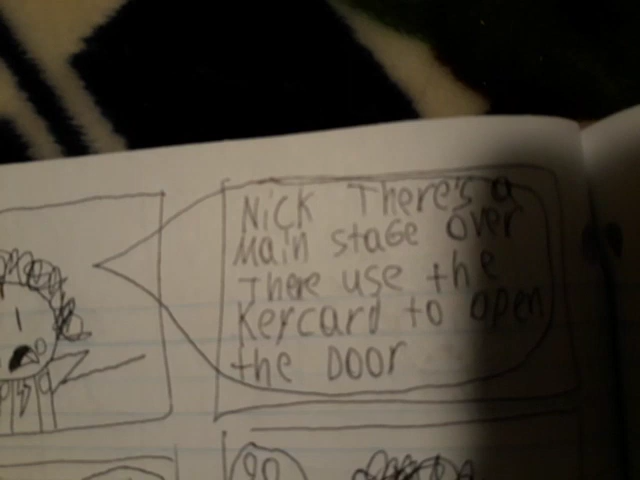 Nick There's a
Main stage over
There use the
Keycard to open
the Door